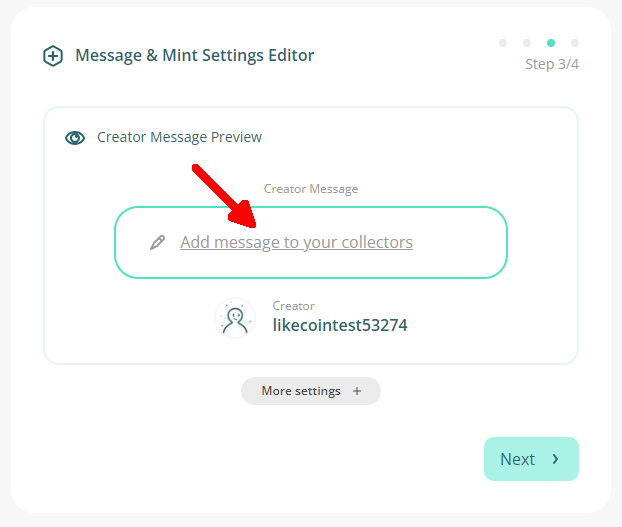 Message & Mint Settings Editor
Step 3/4
Creator Message Preview
Creator Message
Add message to your collectors
Creator
likecointest53274
More settings +
Next